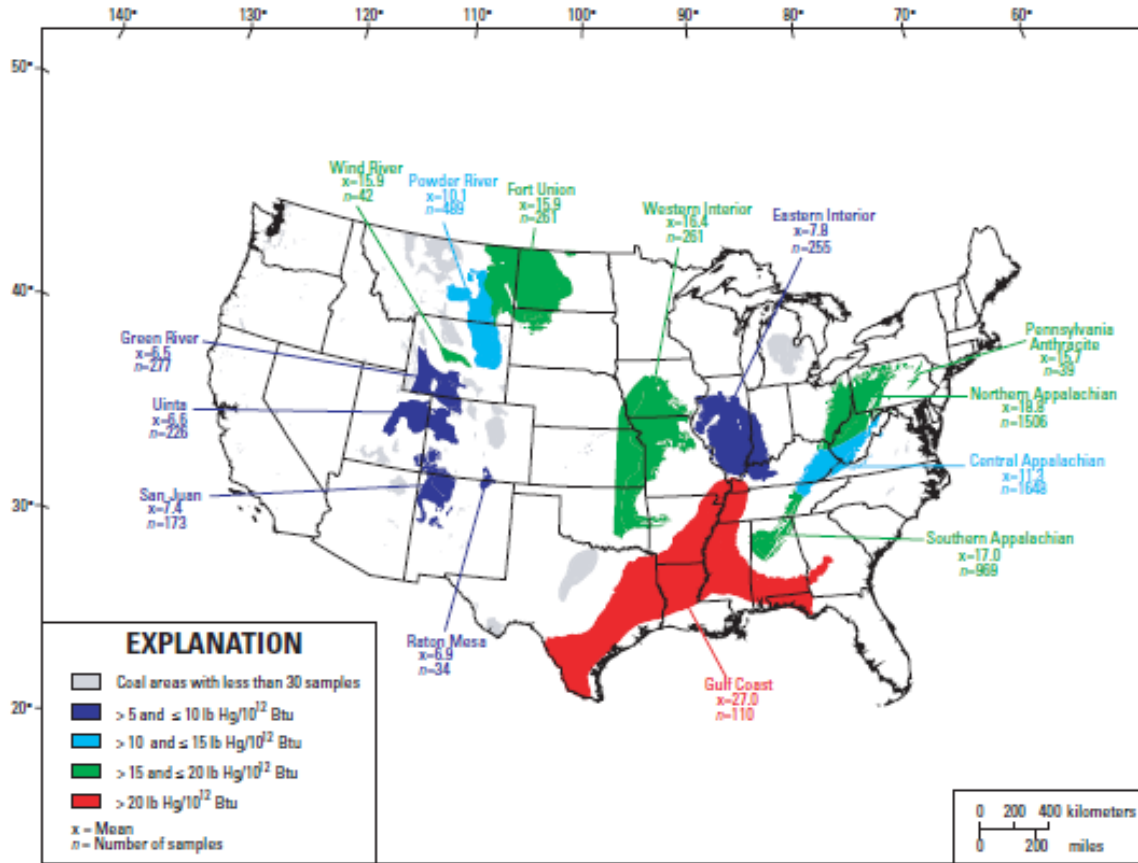 140° 130° 120° 110° 100° 90° 80° 70° 60°
50°
40°
30°
20°
Wind River
x=15.9
n=42
Powder River
x=10.1
n=489
Fort Union
x=15.9
n=261
Western Interior
x=16.4
n=261
Eastern Interior
x=7.8
n=255
Green River
x=6.5
n=277
Uinta
x=6.6
n=226
San Juan
x=7.4
n=173
Raton Mesa
x=6.9
n=34
Pennsylvania
Anthracite
x=15.7
n=39
Northern Appalachian
x=18.8
n=1506
Central Appalachian
x=11.3
n=1648
Southern Appalachian
x=17.0
n=969
Gulf Coast
x=27.0
n=110
EXPLANATION
Coal areas with less than 30 samples
> 5 and ≤ 10 lb Hg/10¹² Btu
> 10 and ≤ 15 lb Hg/10¹² Btu
> 15 and ≤ 20 lb Hg/10¹² Btu
> 20 lb Hg/10¹² Btu
x = Mean
n = Number of samples
0 200 400 kilometers
0 200 miles